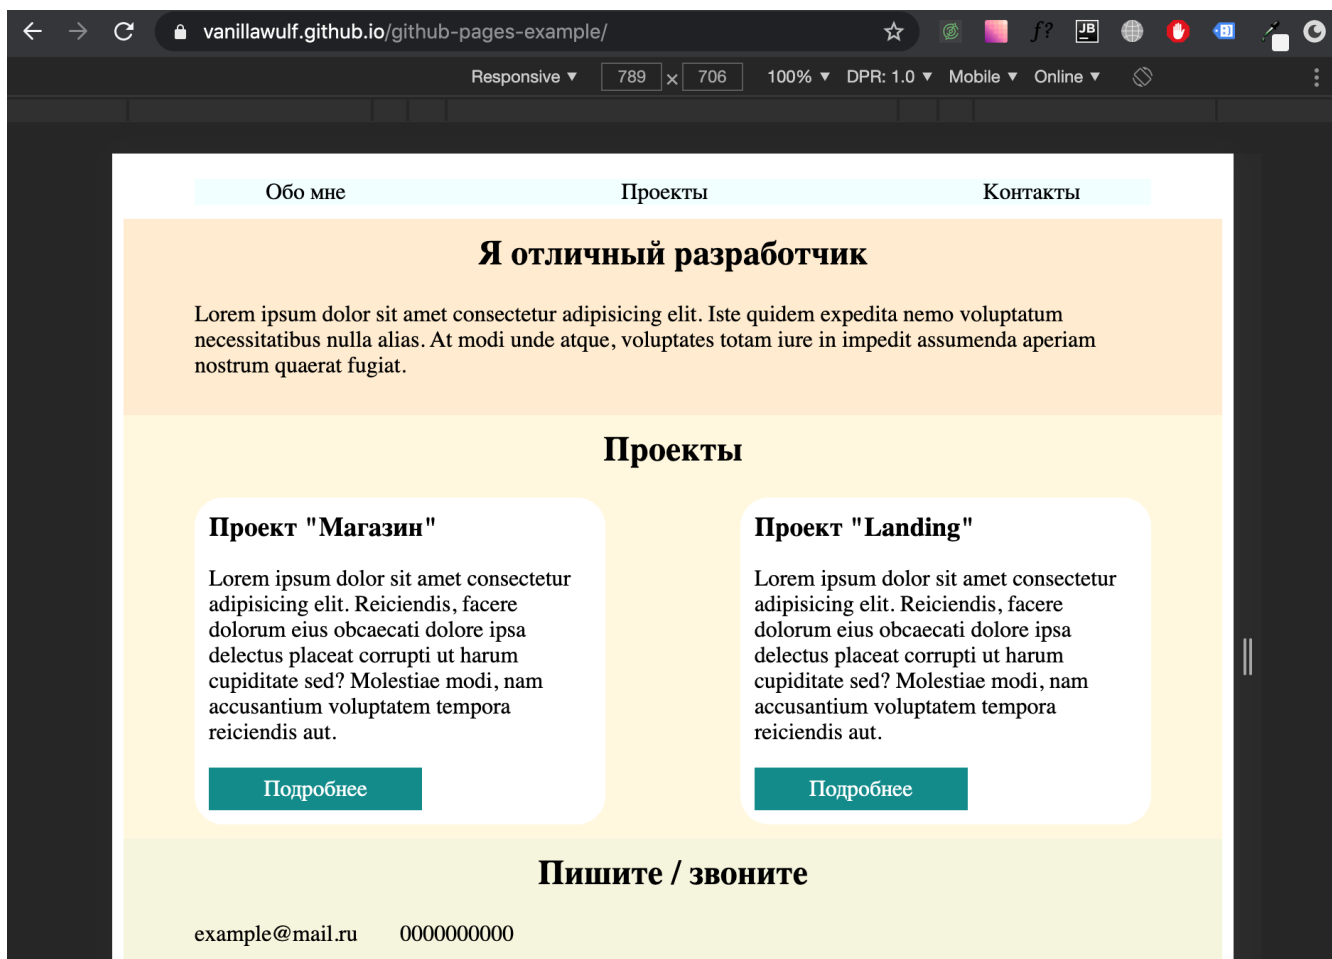 vanillawulf.github.io/github-pages-example/
f? JB
Responsive ▼ 789 × 706 100% ▼ DPR: 1.0 ▼ Mobile ▼ Online ▼
Обо мне Проекты Контакты
Я отличный разработчик
Lorem ipsum dolor sit amet consectetur adipisicing elit. Iste quidem expedita nemo voluptatum
necessitatibus nulla alias. At modi unde atque, voluptates totam iure in impedit assumenda aperiam
nostrum quaerat fugiat.
Проекты
Проект "Магазин"
Lorem ipsum dolor sit amet consectetur
adipisicing elit. Reiciendis, facere
dolorum eius obcaecati dolore ipsa
delectus placeat corrupti ut harum
cupiditate sed? Molestiae modi, nam
accusantium voluptatem tempora
reiciendis aut.
Подробнее
Проект "Landing"
Lorem ipsum dolor sit amet consectetur
adipisicing elit. Reiciendis, facere
dolorum eius obcaecati dolore ipsa
delectus placeat corrupti ut harum
cupiditate sed? Molestiae modi, nam
accusantium voluptatem tempora
reiciendis aut.
Подробнее
Пишите / звоните
example@mail.ru 0000000000